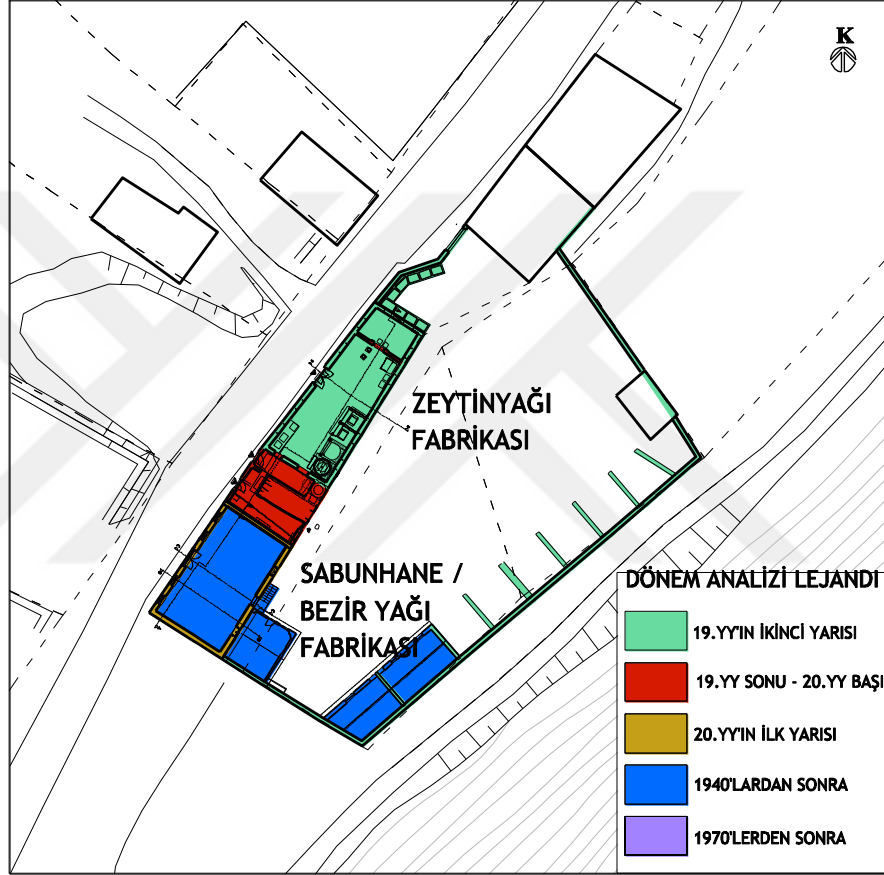 K
ZEYTİNYAĞI
FABRİKASI
SABUNHANE /
BEZİR YAĞI
FABRİKASI
DÖNEM ANALİZİ LEJANDI
19.YY'IN İKİNCİ YARISI
19.YY SONU - 20.YY BAŞI
20.YY'IN İLK YARISI
1940'LARDAN SONRA
1970'LERDEN SONRA